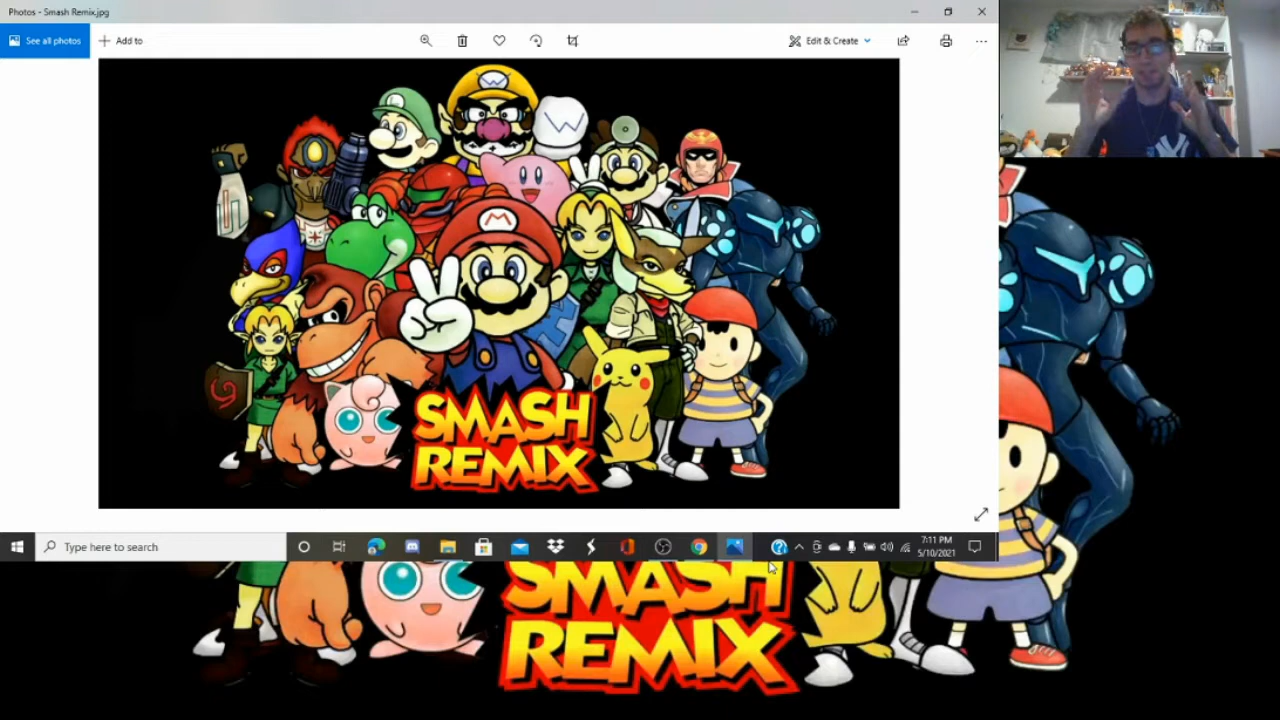 Photos - Smash Remix.jpg
See all photos
Add to
Edit & Create
W
W
M
SMASH
REMIX
Type here to search
7:11 PM
5/10/2021
SMASH
REMIX